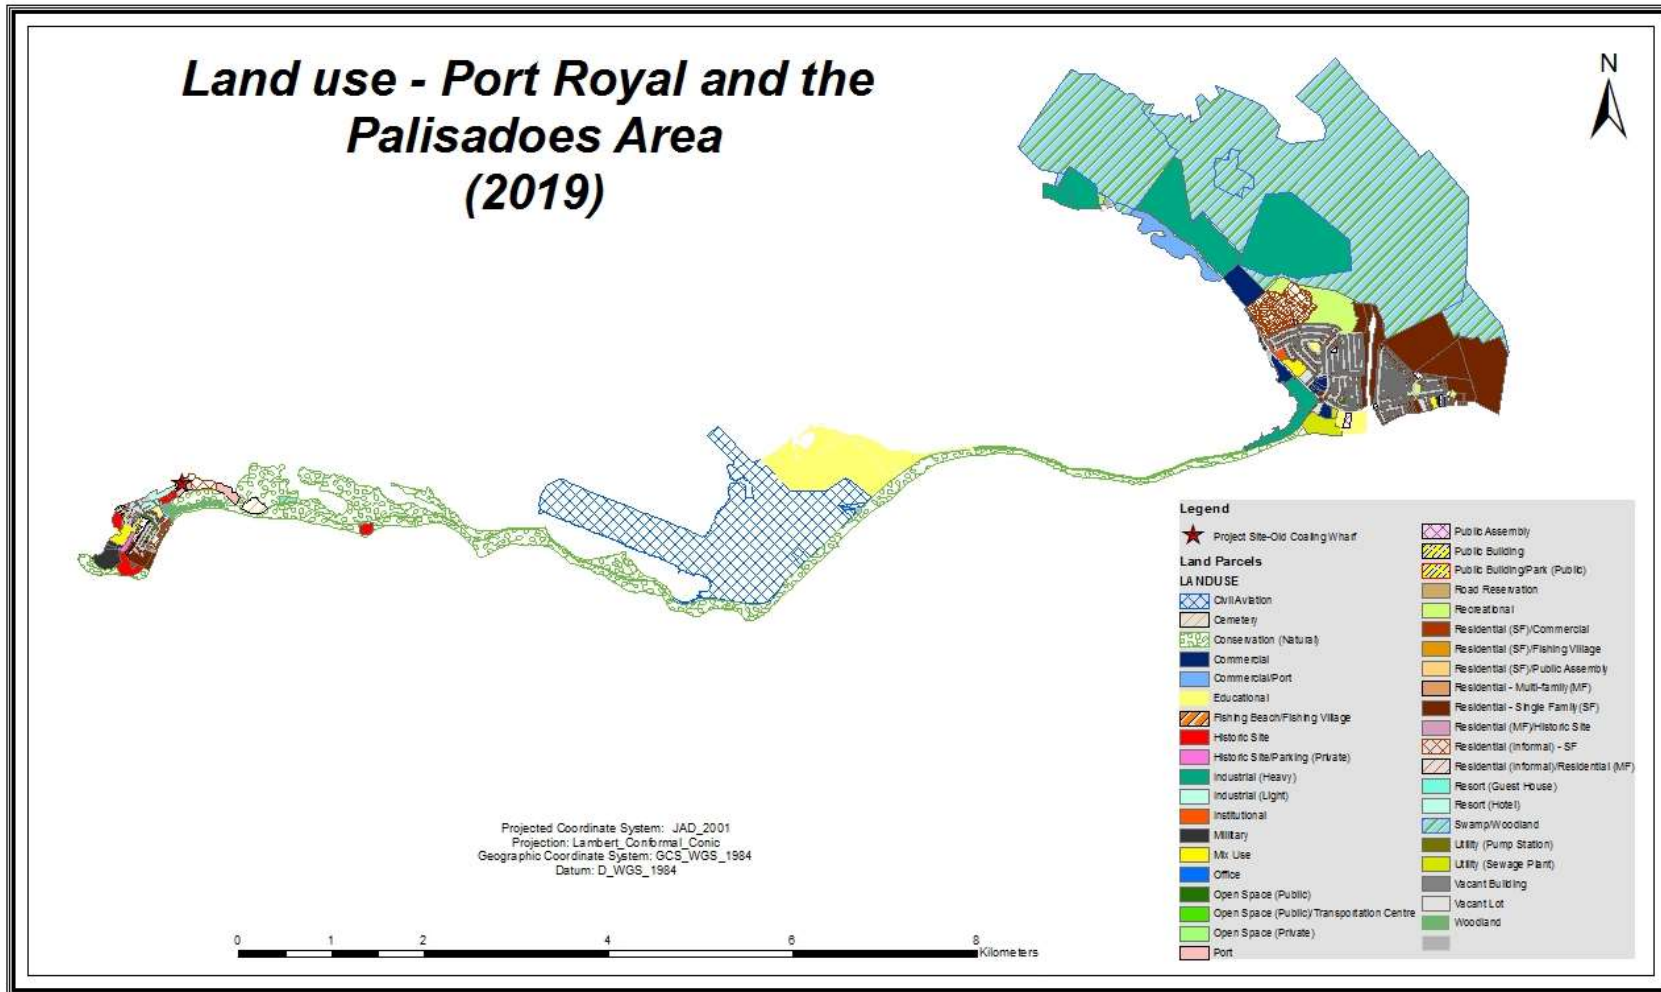 Land use - Port Royal and the
Palisadoes Area
(2019)
N
Legend
Project Site-Old Coaling Wharf
Land Parcels
LANDUSE
Civil Aviation
Cemetery
Conservation (Natural)
Commercial
Commercial/Port
Educational
Fishing Beach/Fishing Village
Historic Site
Historic Site/Parking (Private)
Industrial (Heavy)
Industrial (Light)
Institutional
Military
Mix Use
Office
Open Space (Public)
Open Space (Public)/Transportation Centre
Open Space (Private)
Port
Public Assembly
Public Building
Public Building/Park (Public)
Road Reservation
Recreational
Residential (SF)/Commercial
Residential (SF)/Fishing Village
Residential (SF)/Public Assembly
Residential - Multi-family(MF)
Residential - Single Family(SF)
Residential (MF)/Historic Site
Residential (Informal) - SF
Residential (Informal)/Residential (MF)
Resort (Guest House)
Resort (Hotel)
Swamp/Woodland
Utility (Pump Station)
Utility (Sewage Plant)
Vacant Building
Vacant Lot
Woodland
Projected Coordinate System: JAD_2001
Projection: Lambert_Conformal_Conic
Geographic Coordinate System: GCS_WGS_1984
Datum: D_WGS_1984
0 1 2 4 6 8
Kilometers